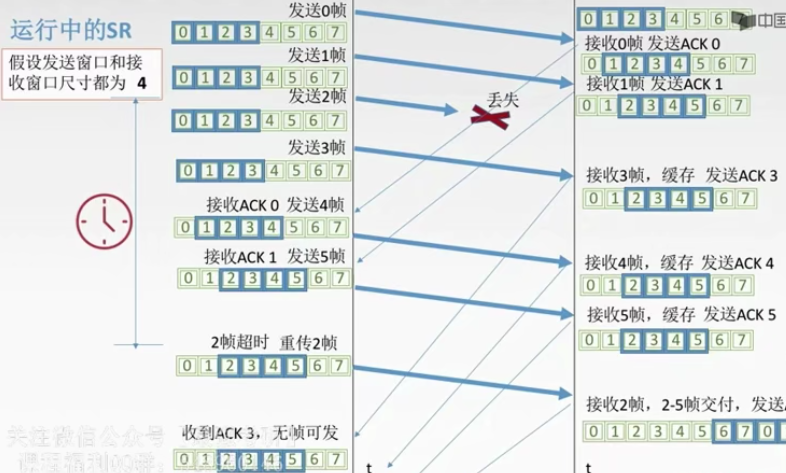 运行中的SR
假设发送窗口和接
收窗口尺寸都为 4
发送0帧
0 1 2 3 4 5 6 7
发送1帧
0 1 2 3 4 5 6 7
发送2帧
0 1 2 3 4 5 6 7
发送3帧
0 1 2 3 4 5 6 7
接收ACK 0 发送4帧
0 1 2 3 4 5 6 7
接收ACK 1 发送5帧
0 1 2 3 4 5 6 7
2帧超时 重传2帧
0 1 2 3 4 5 6 7
收到ACK 3，无帧可发
0 1 2 3 4 5 6 7
丢失
t
0 1 2 3 4 5 6
中国
接收0帧 发送ACK 0
0 1 2 3 4 5 6 7
接收1帧 发送ACK 1
0 1 2 3 4 5 6 7
接收3帧，缓存 发送ACK 3
0 1 2 3 4 5 6 7
接收4帧，缓存 发送ACK 4
0 1 2 3 4 5 6 7
接收5帧，缓存 发送ACK 5
0 1 2 3 4 5 6 7
接收2帧，2-5帧交付，发送
0 1 2 3 4 5 6 7 0
t
关注微信公众号